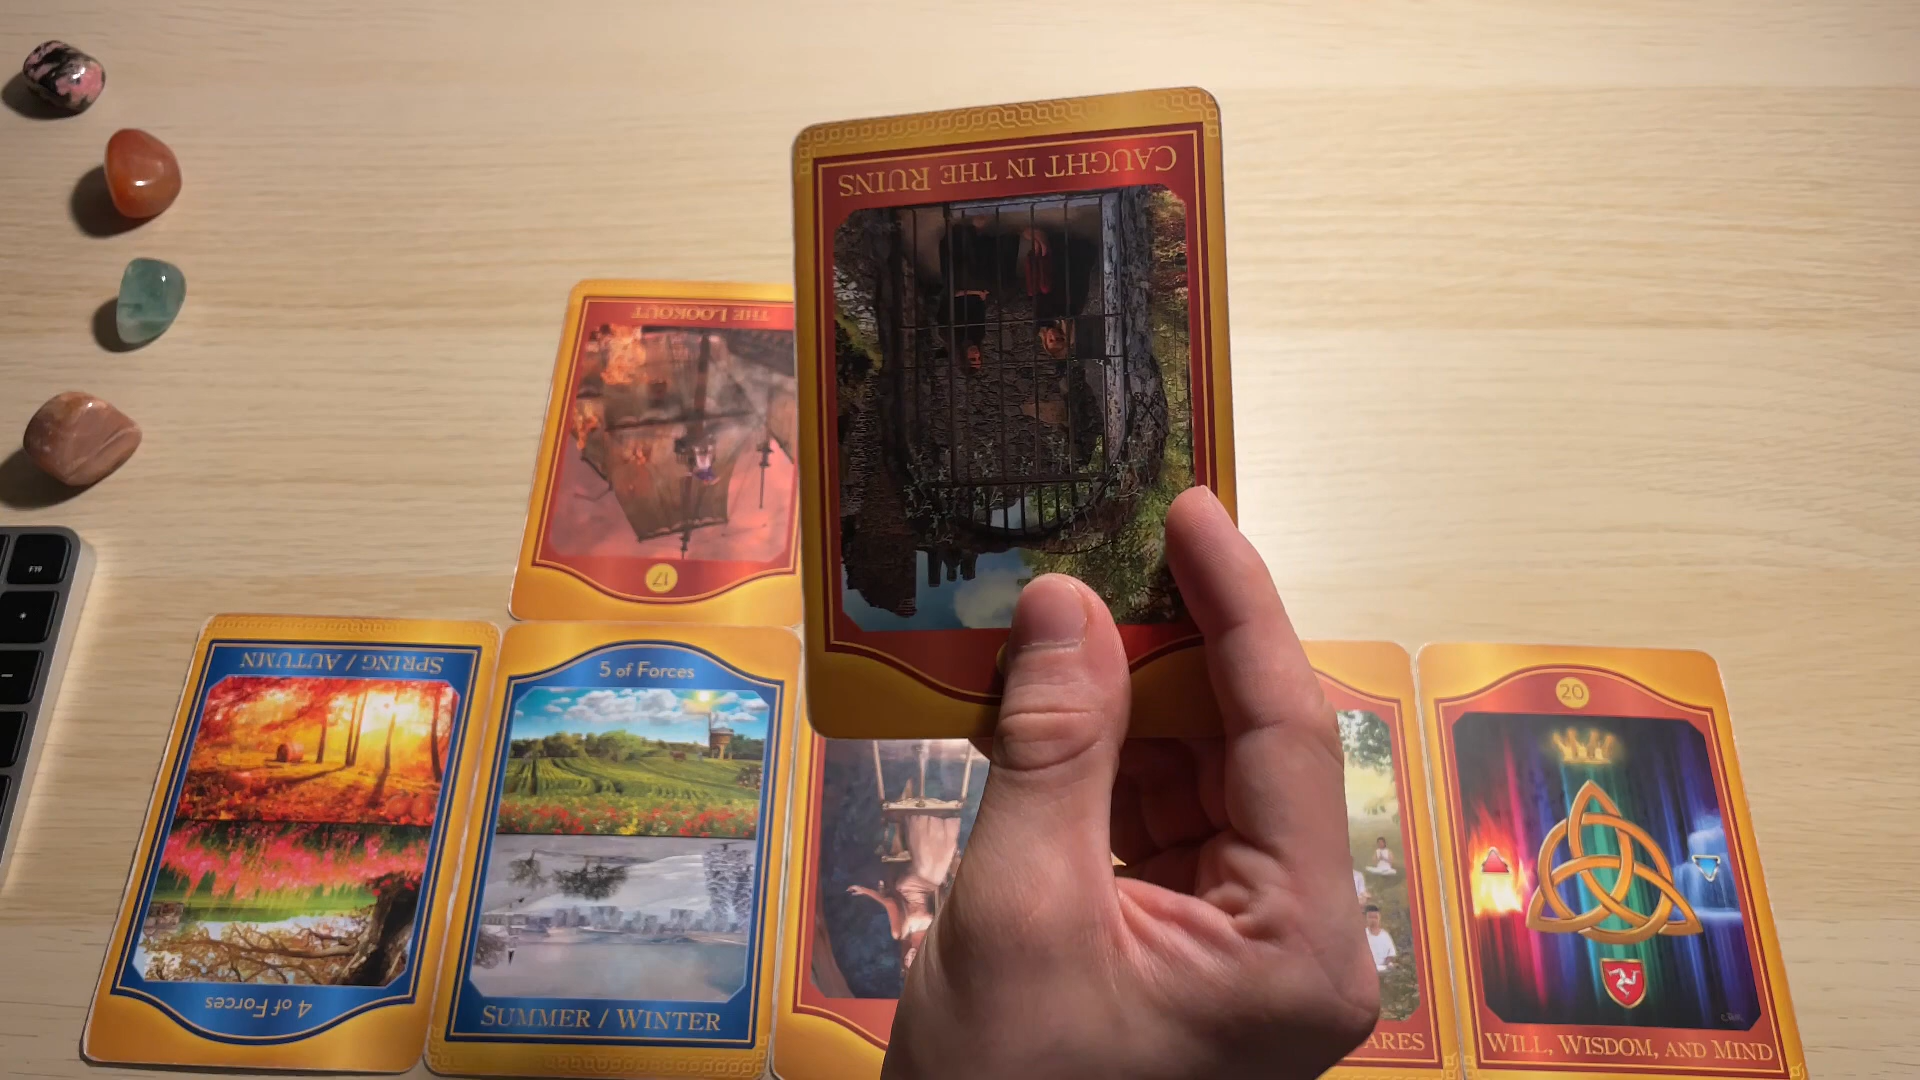 CAUGHT IN THE RUINS
THE LOOKOUT
17
F19
+
−
SPRING / AUTUMN
4 of Forces
5 of Forces
SUMMER / WINTER
ARES
20
WILL, WISDOM, AND MIND